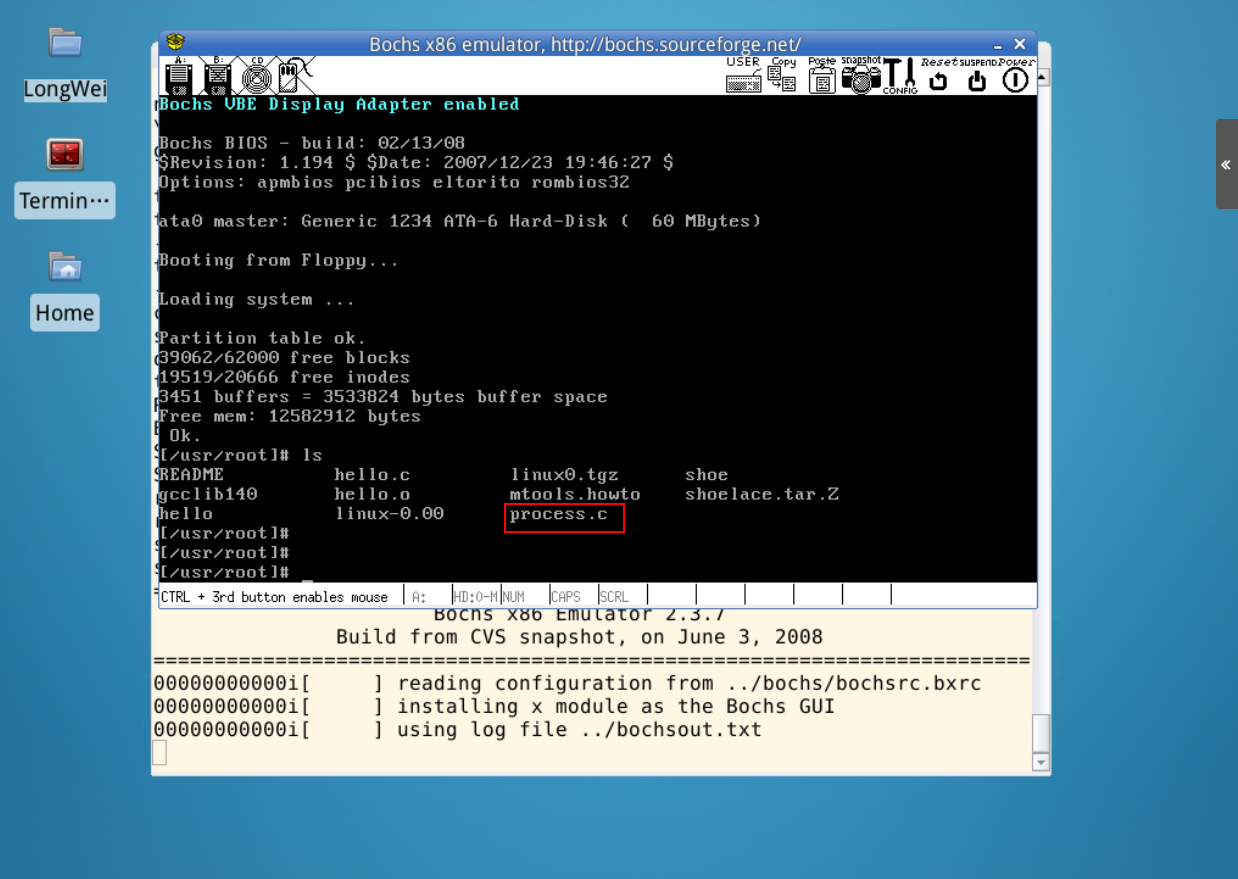 LongWei
Termin···
Home
Bochs x86 emulator, http://bochs.sourceforge.net/
A:
B:
CD
USER
Copy
Paste
snapshot
CONFIG
Reset
SUSPEND
Power
Bochs VBE Display Adapter enabled
Bochs BIOS - build: 02/13/08
$Revision: 1.194 $ $Date: 2007/12/23 19:46:27 $
Options: apmbios pcibios eltorito rombios32
ata0 master: Generic 1234 ATA-6 Hard-Disk (  60 MBytes)
Booting from Floppy...
Loading system ...
Partition table ok.
39062/62000 free blocks
19519/20666 free inodes
3451 buffers = 3533824 bytes buffer space
Free mem: 12582912 bytes
Ok.
[/usr/root]# ls
README hello.c linux0.tgz shoe
gcclib140 hello.o mtools.howto shoelace.tar.Z
hello linux-0.00 process.c
[/usr/root]#
[/usr/root]#
[/usr/root]# _
CTRL + 3rd button enables mouse A: HD:0-M NUM CAPS SCRL
Bochs x86 Emulator 2.3.7
Build from CVS snapshot, on June 3, 2008
========================================================================
00000000000i[     ] reading configuration from ../bochs/bochsrc.bxrc
00000000000i[     ] installing x module as the Bochs GUI
00000000000i[     ] using log file ../bochsout.txt
«